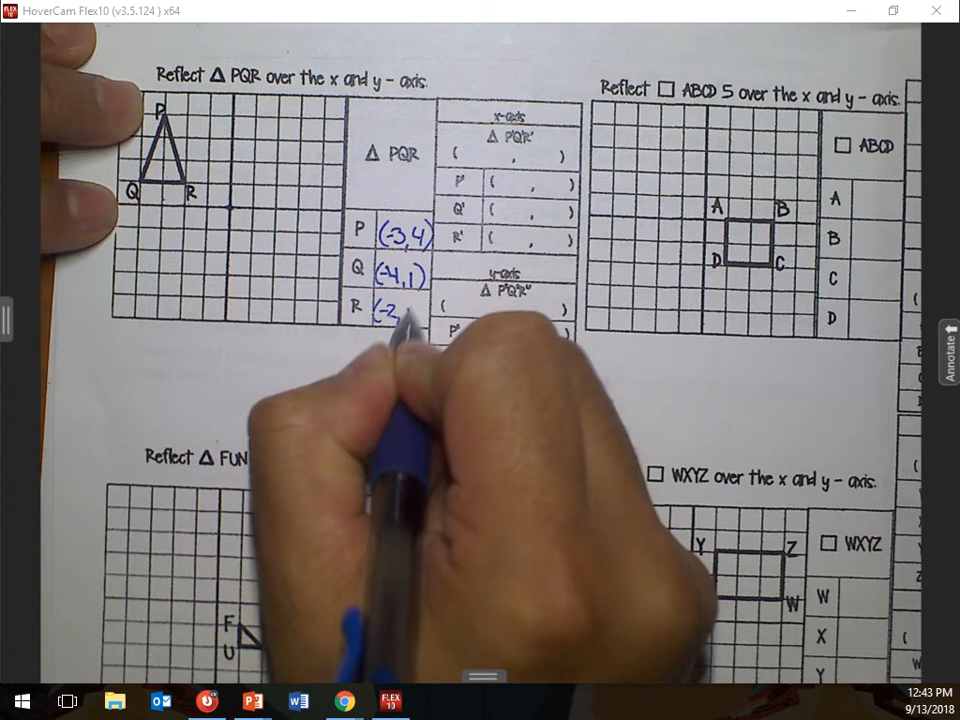 HoverCam Flex10 (v3.5.124 ) x64
Reflect Δ PQR over the x and y - axis.
P
Q
R
Δ PQR
P (-3,4)
Q (-4,1)
R (-2,
x-axis
Δ P'Q'R'
( , )
P' ( , )
Q' ( , )
R' ( , )
y-axis
Δ P"Q"R"
( , )
P" )
Reflect □ ABCD 5 over the x and y - axis.
A
B
D
C
□ ABCD
A
B
C
D
Reflect Δ FUN
F
U
□ WXYZ over the x and y - axis.
Y
Z
W
□ WXYZ
W
X
Y
Annotate
12:43 PM
9/13/2018